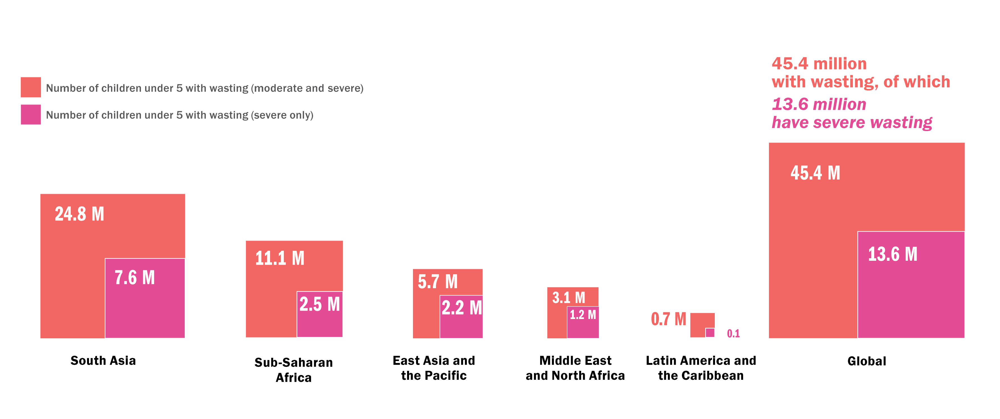 45.4 million
with wasting, of which
13.6 million
have severe wasting
Number of children under 5 with wasting (moderate and severe)
Number of children under 5 with wasting (severe only)
24.8 M
7.6 M
11.1 M
2.5 M
5.7 M
2.2 M
3.1 M
1.2 M
0.7 M
0.1
45.4 M
13.6 M
South Asia
Sub-Saharan
Africa
East Asia and
the Pacific
Middle East
and North Africa
Latin America and
the Caribbean
Global